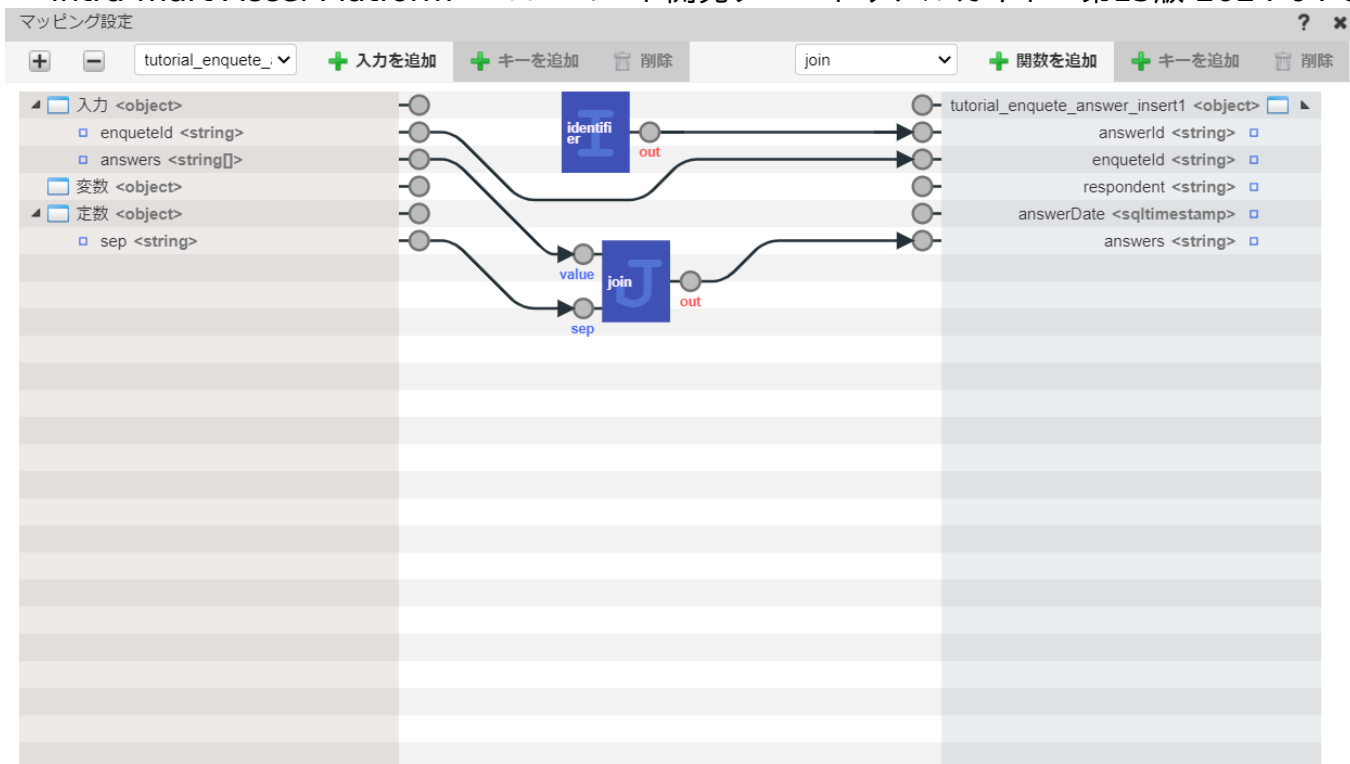 マッピング設定
? ×
tutorial_enquete_
入力を追加
キーを追加
削除
join
関数を追加
キーを追加
削除
入力 <object>
enqueteId <string>
answers <string[]>
変数 <object>
定数 <object>
sep <string>
identifi
er
out
value
join
out
sep
tutorial_enquete_answer_insert1 <object>
answerId <string>
enqueteId <string>
respondent <string>
answerDate <sqltimestamp>
answers <string>